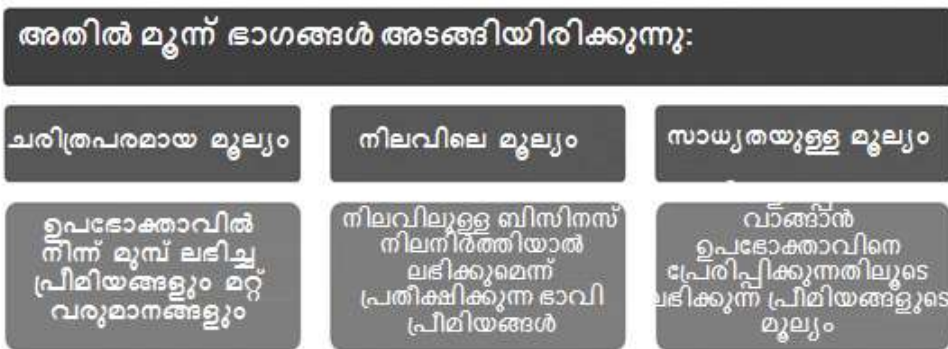 അതിൽ മൂന്ന് ഭാഗങ്ങൾ അടങ്ങിയിരിക്കുന്നു:
ചരിത്രപരമായ മൂല്യം
നിലവിലെ മൂല്യം
സാധ്യതയുള്ള മൂല്യം
ഉപഭോക്താവിൽ
നിന്ന് മുമ്പ് ലഭിച്ച
പ്രീമിയങ്ങളും മറ്റ്
വരുമാനങ്ങളും
നിലവിലുള്ള ബിസിനസ്
നിലനിർത്തിയാൽ
ലഭിക്കുമെന്ന്
പ്രതീക്ഷിക്കുന്ന ഭാവി
പ്രീമിയങ്ങൾ
വാങ്ങാൻ
ഉപഭോക്താവിനെ
പ്രേരിപ്പിക്കുന്നതിലൂടെ
ലഭിക്കുന്ന പ്രീമിയങ്ങളുടെ
മൂല്യം